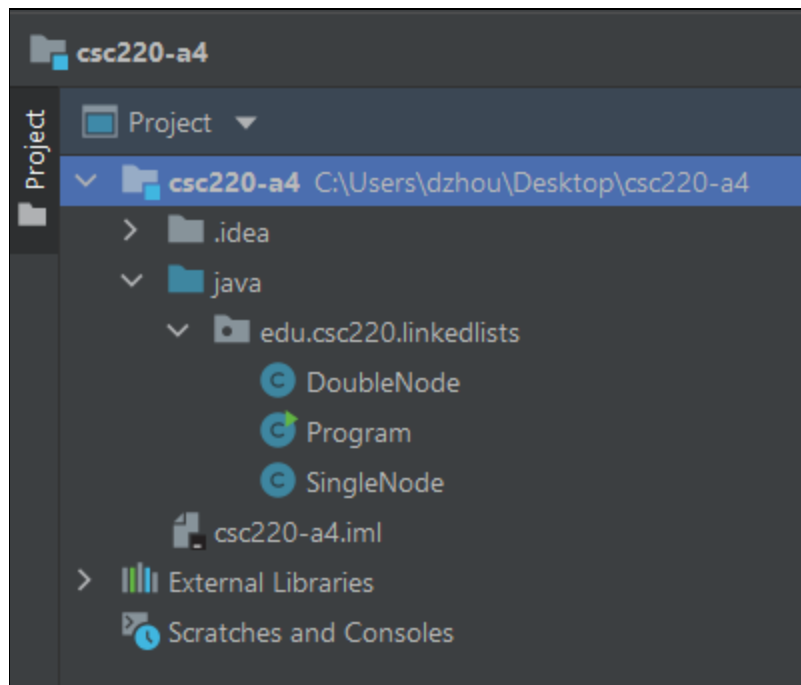 csc220-a4
Project
Project
csc220-a4 C:\Users\dzhou\Desktop\csc220-a4
.idea
java
edu.csc220.linkedlists
C DoubleNode
C Program
C SingleNode
csc220-a4.iml
External Libraries
Scratches and Consoles